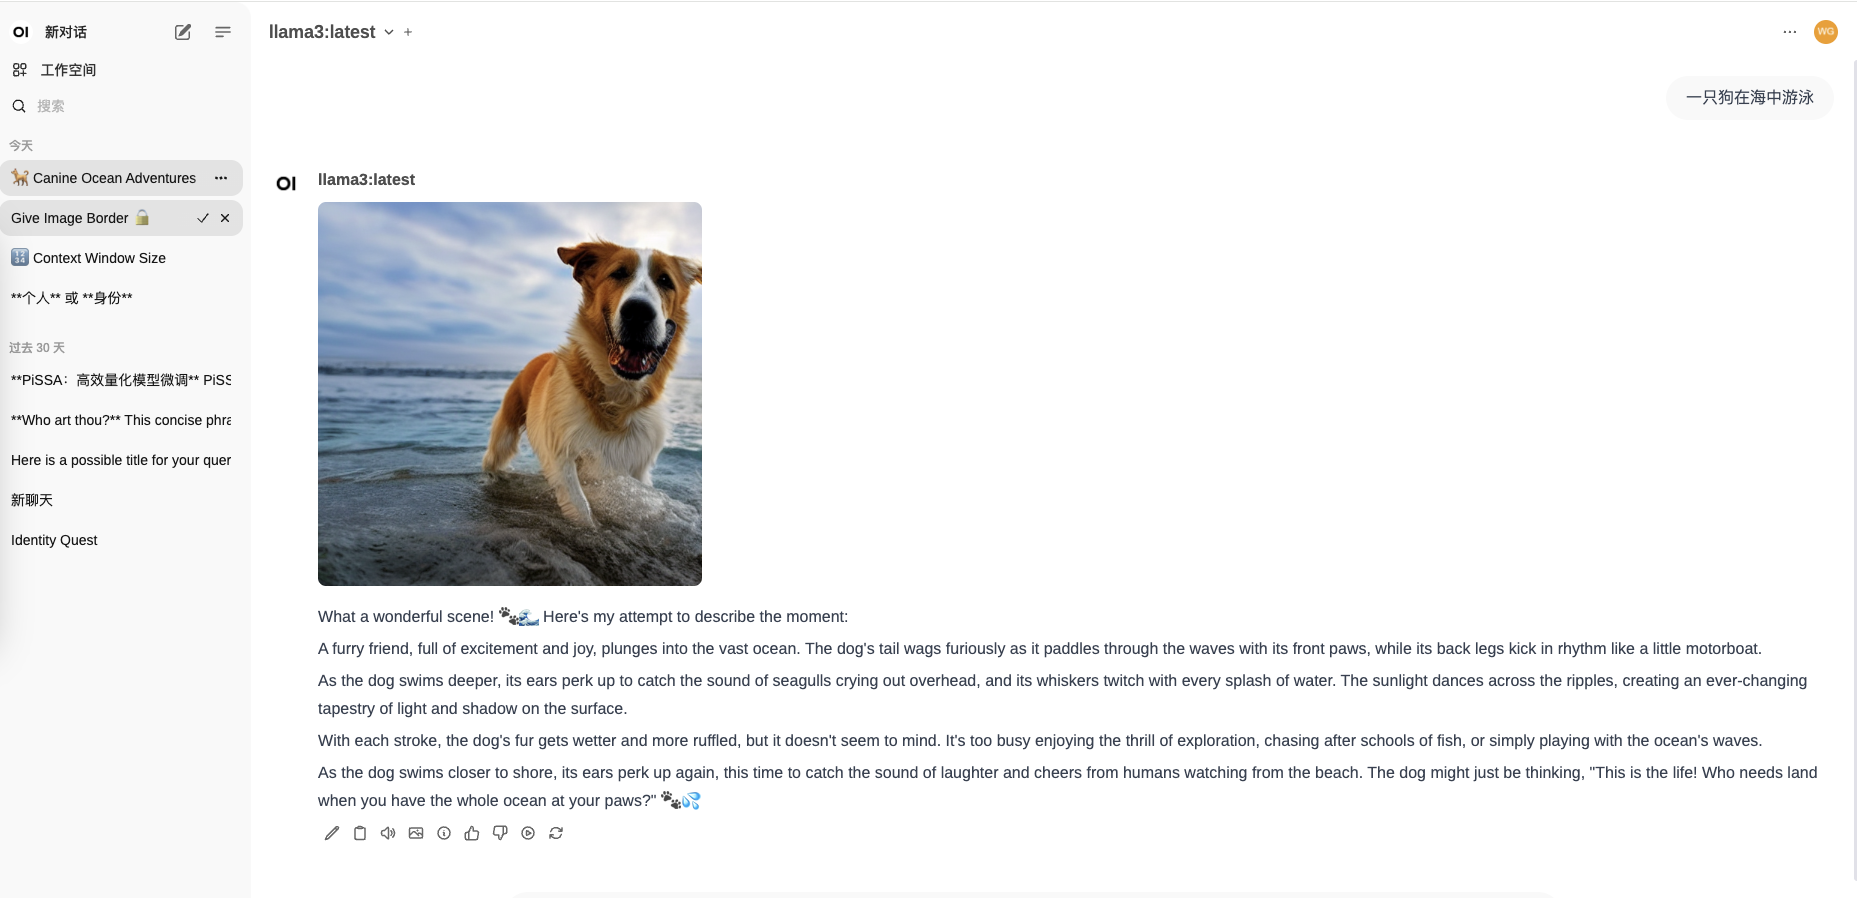 OI 新对话
工作空间
搜索
今天
Canine Ocean Adventures
Give Image Border
Context Window Size
**个人** 或 **身份**
过去 30 天
**PiSSA：高效量化模型微调** PiSS
**Who art thou?** This concise phra
Here is a possible title for your quer
新聊天
Identity Quest
llama3:latest
WG
一只狗在海中游泳
OI llama3:latest
What a wonderful scene! 🐾🌊 Here's my attempt to describe the moment:
A furry friend, full of excitement and joy, plunges into the vast ocean. The dog's tail wags furiously as it paddles through the waves with its front paws, while its back legs kick in rhythm like a little motorboat.
As the dog swims deeper, its ears perk up to catch the sound of seagulls crying out overhead, and its whiskers twitch with every splash of water. The sunlight dances across the ripples, creating an ever-changing
tapestry of light and shadow on the surface.
With each stroke, the dog's fur gets wetter and more ruffled, but it doesn't seem to mind. It's too busy enjoying the thrill of exploration, chasing after schools of fish, or simply playing with the ocean's waves.
As the dog swims closer to shore, its ears perk up again, this time to catch the sound of laughter and cheers from humans watching from the beach. The dog might just be thinking, "This is the life! Who needs land
when you have the whole ocean at your paws?" 🐾💦